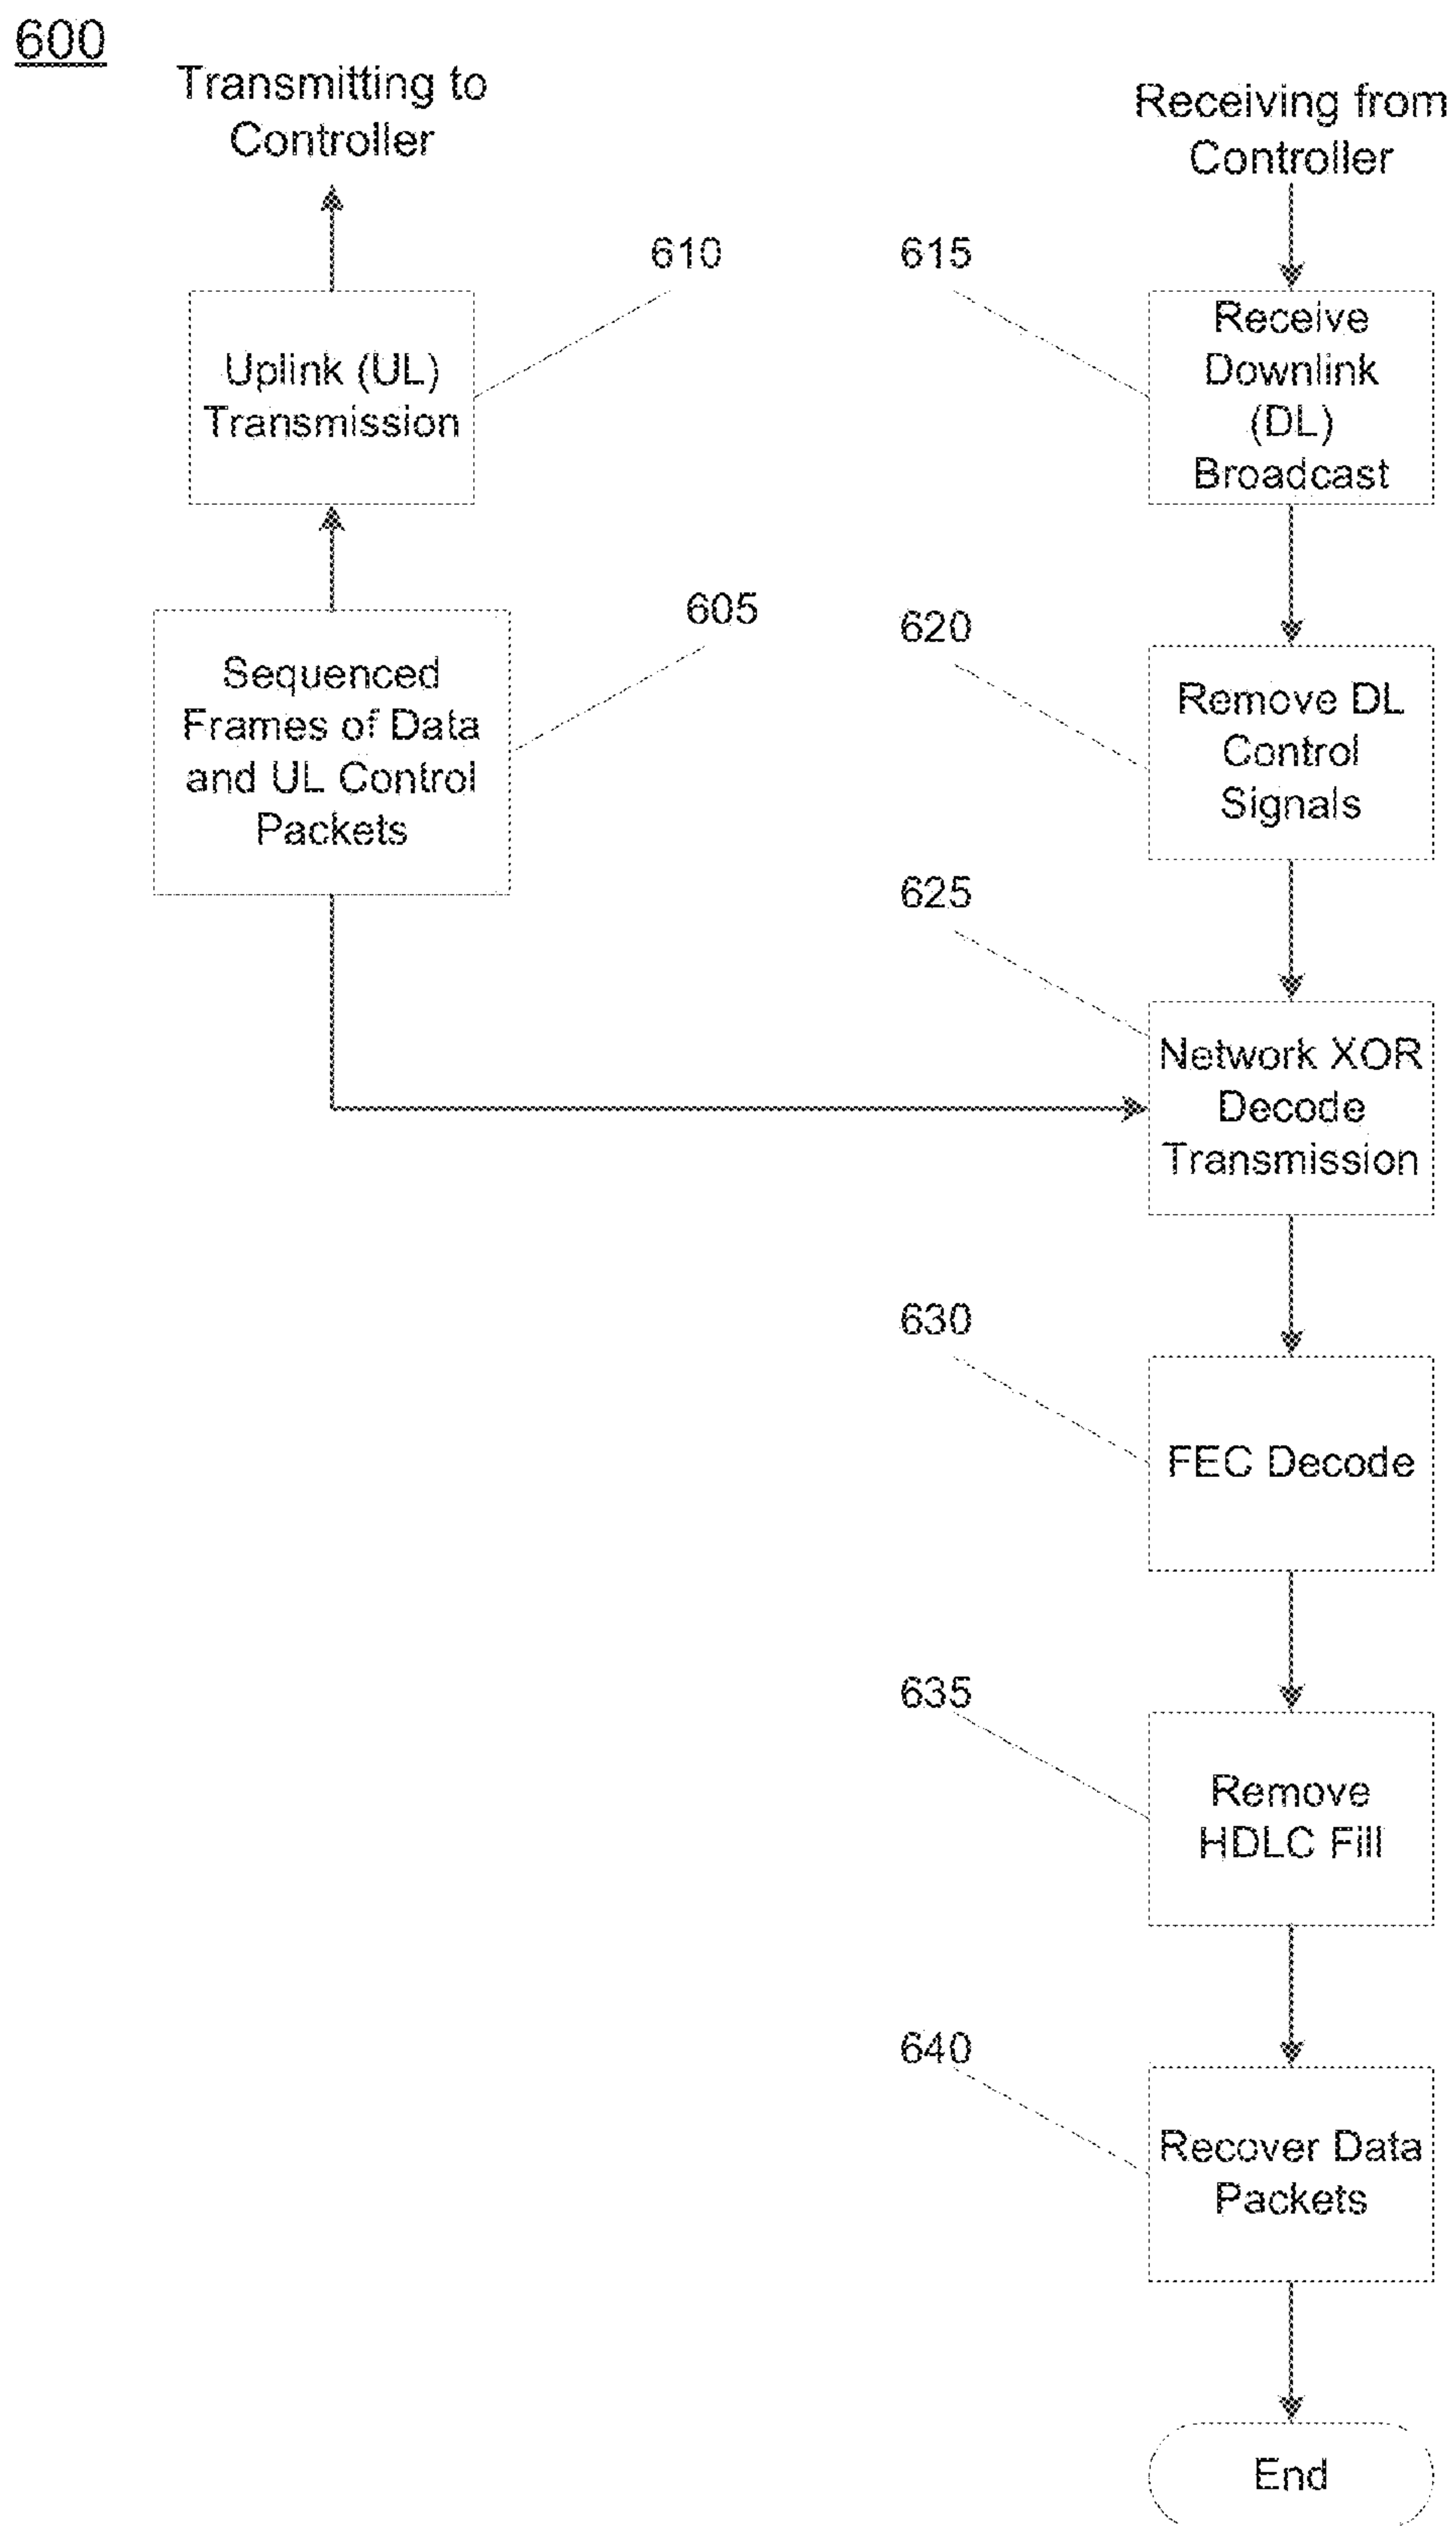 600
Transmitting to
Controller
Receiving from
Controller
610
615
Uplink (UL)
Transmission
Receive
Downlink
(DL)
Broadcast
605
620
Sequenced
Frames of Data
and UL Control
Packets
Remove DL
Control
Signals
625
Network XOR
Decode
Transmission
630
FEC Decode
635
Remove
HDLC Fill
640
Recover Data
Packets
End